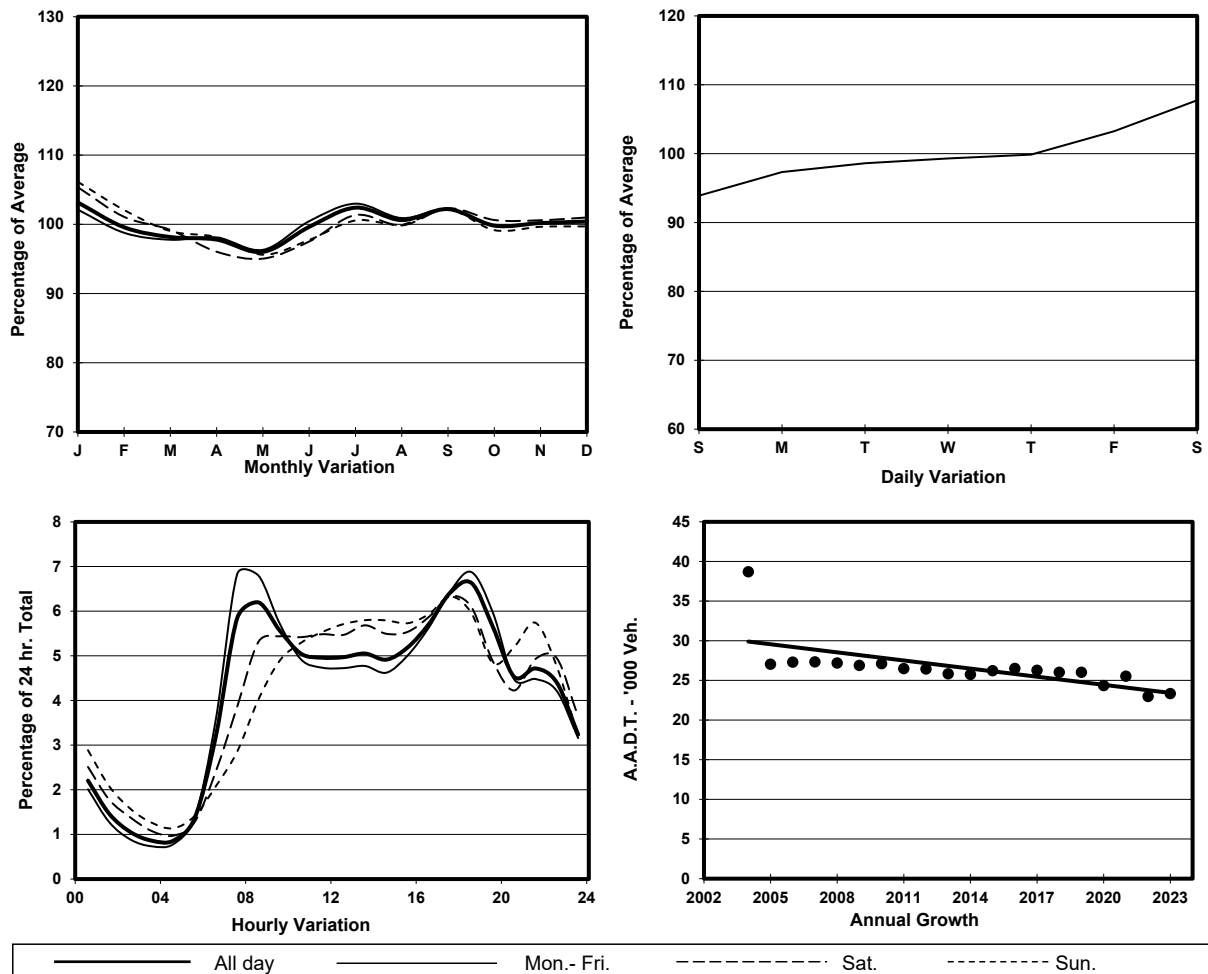 130
120
110
100
90
80
70
Percentage of Average
J F M A M J J A S O N D
Monthly Variation
120
110
100
90
80
70
60
Percentage of Average
S M T W T F S
Daily Variation
8
7
6
5
4
3
2
1
0
Percentage of 24 hr. Total
00 04 08 12 16 20 24
Hourly Variation
45
40
35
30
25
20
15
10
5
0
A.A.D.T. - '000 Veh.
2002 2005 2008 2011 2014 2017 2020 2023
Annual Growth
All day Mon.- Fri. Sat. Sun.